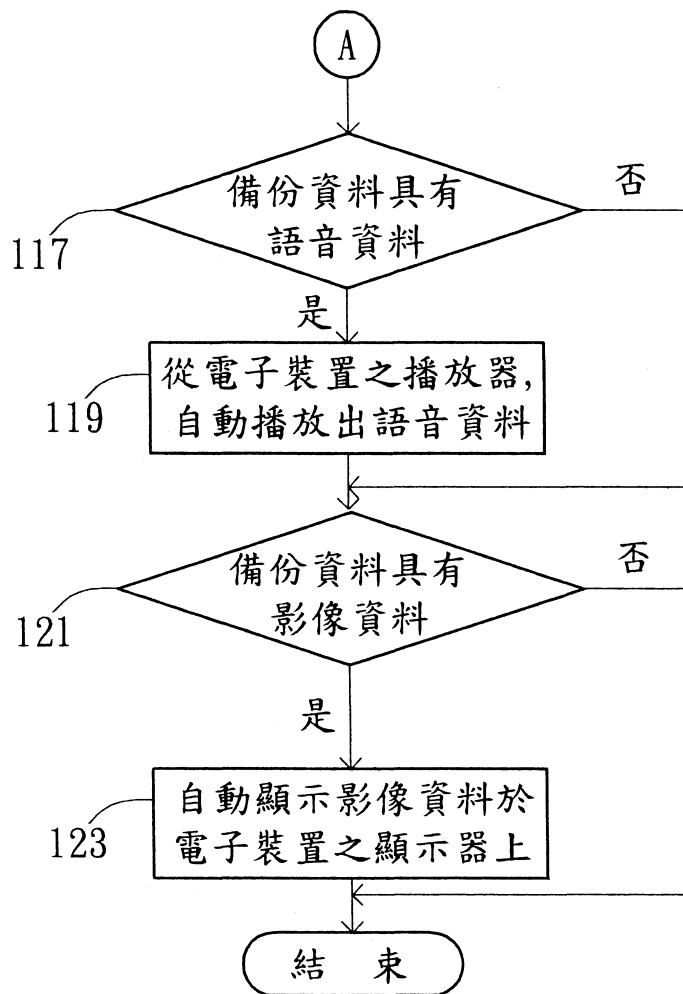 A
備份資料具有
語音資料
否
117
是
從電子裝置之播放器,
自動播放出語音資料
119
備份資料具有
影像資料
否
121
是
自動顯示影像資料於
電子裝置之顯示器上
123
結 束